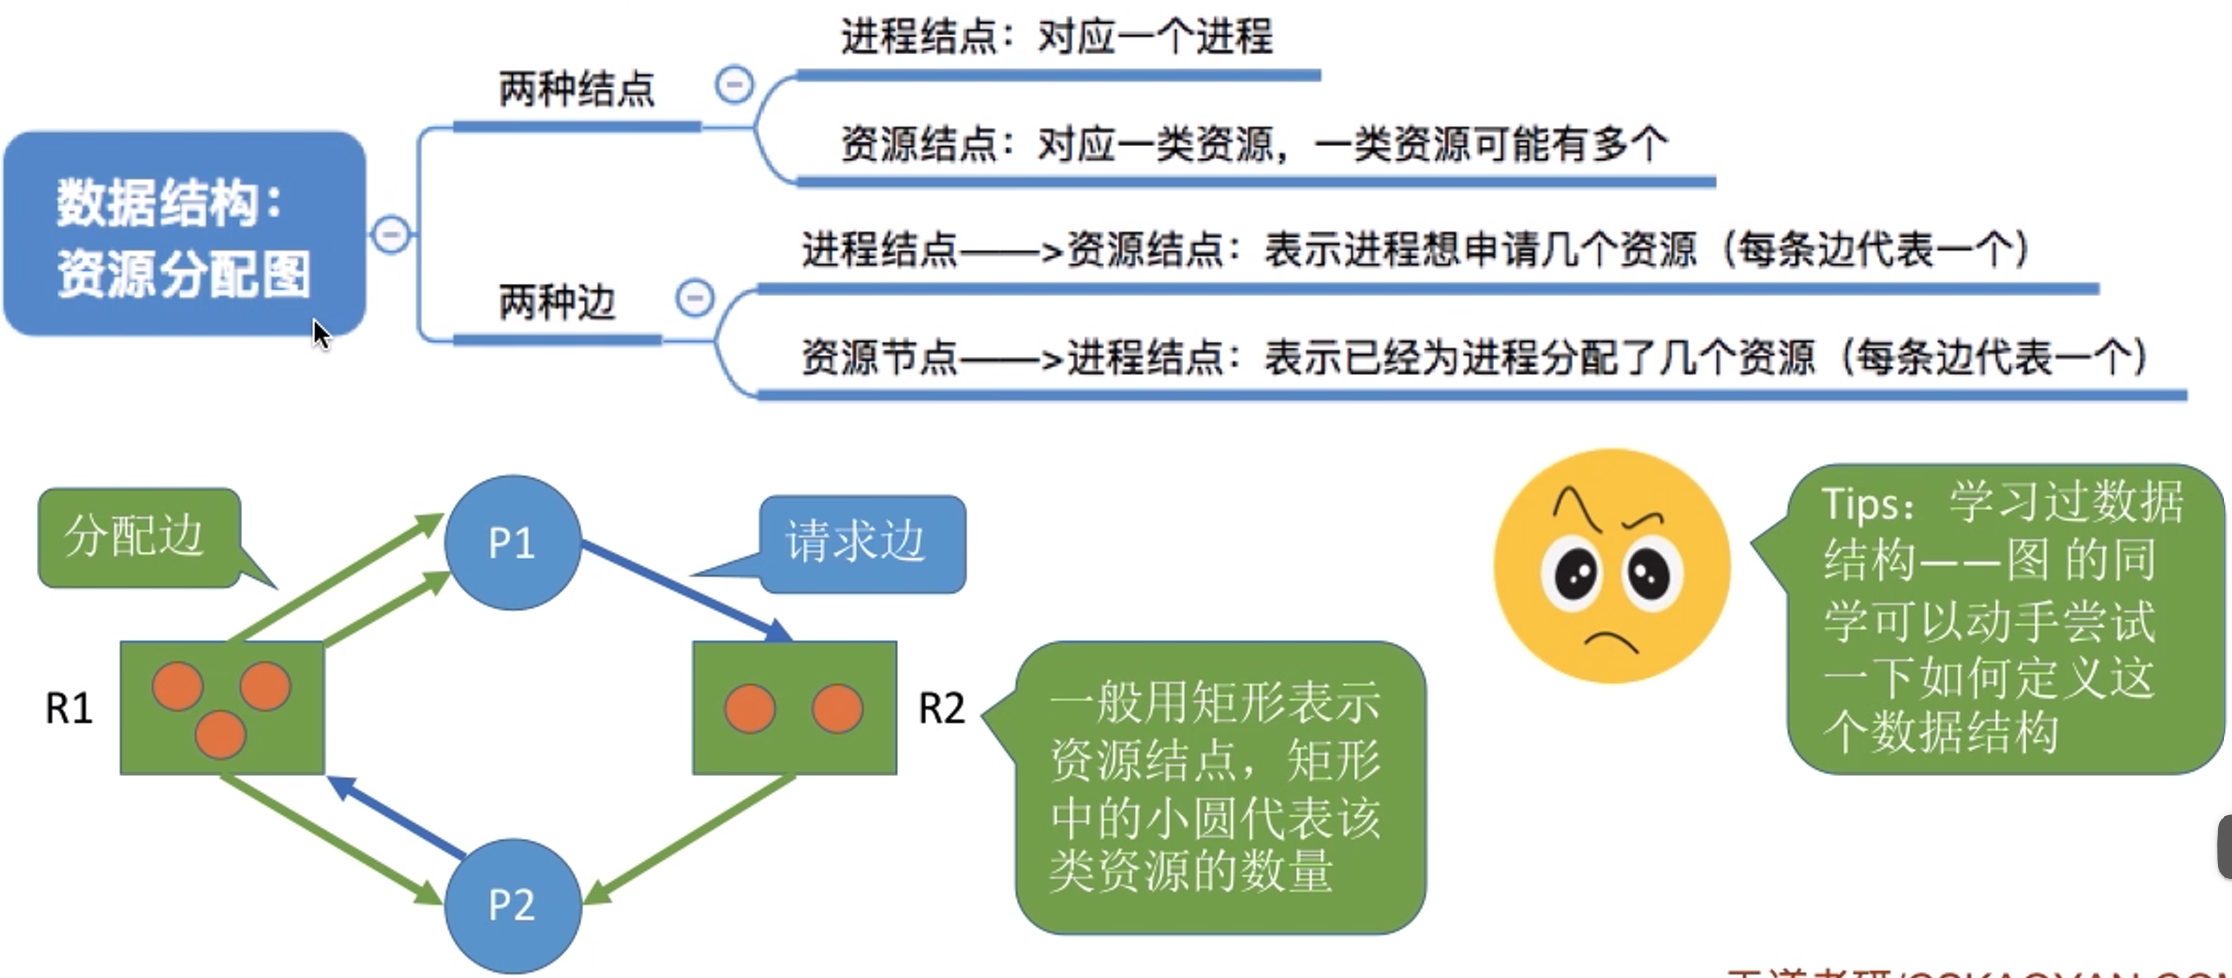 进程结点：对应一个进程
两种结点
资源结点：对应一类资源，一类资源可能有多个
数据结构：
资源分配图
进程结点——>资源结点：表示进程想申请几个资源（每条边代表一个）
两种边
资源节点——>进程结点：表示已经为进程分配了几个资源（每条边代表一个）
分配边
P1
请求边
Tips： 学习过数据
结构——图 的同
学可以动手尝试
一下如何定义这
个数据结构
R1
R2
一般用矩形表示
资源结点，矩形
中的小圆代表该
类资源的数量
P2